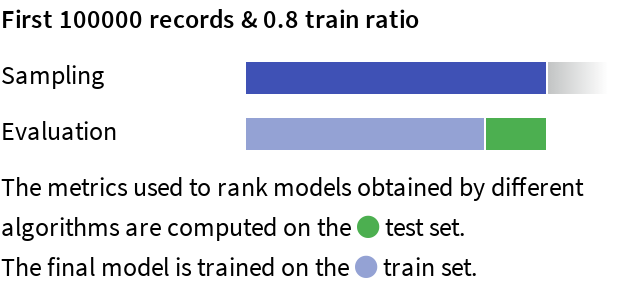 First 100000 records & 0.8 train ratio
Sampling
Evaluation
The metrics used to rank models obtained by different
algorithms are computed on the test set.
The final model is trained on the train set.